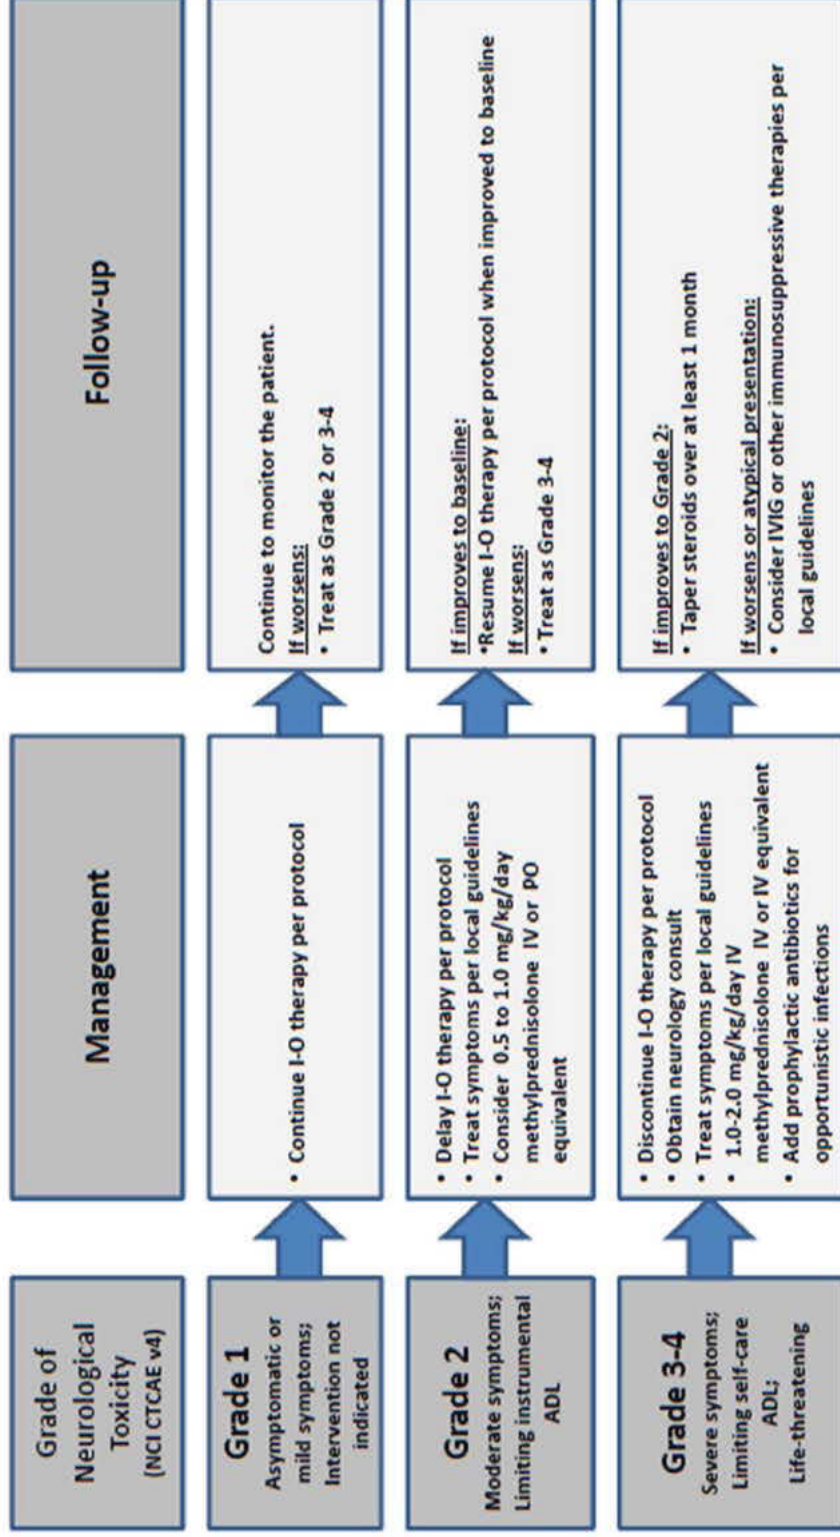 Grade of
Neurological
Toxicity
(NCI CTCAE v4)
Management
Follow-up
Grade 1
Asymptomatic or
mild symptoms;
Intervention not
indicated
• Continue I-O therapy per protocol
Continue to monitor the patient.
If worsens:
• Treat as Grade 2 or 3-4
Grade 2
Moderate symptoms;
Limiting instrumental
ADL
• Delay I-O therapy per protocol
• Treat symptoms per local guidelines
• Consider 0.5 to 1.0 mg/kg/day
methylprednisolone IV or PO
equivalent
If improves to baseline:
•Resume I-O therapy per protocol when improved to baseline
If worsens:
• Treat as Grade 3-4
Grade 3-4
Severe symptoms;
Limiting self-care
ADL;
Life-threatening
• Discontinue I-O therapy per protocol
• Obtain neurology consult
• Treat symptoms per local guidelines
• 1.0-2.0 mg/kg/day IV
methylprednisolone IV or IV equivalent
• Add prophylactic antibiotics for
opportunistic infections
If improves to Grade 2:
• Taper steroids over at least 1 month
If worsens or atypical presentation:
• Consider IVIG or other immunosuppressive therapies per
local guidelines